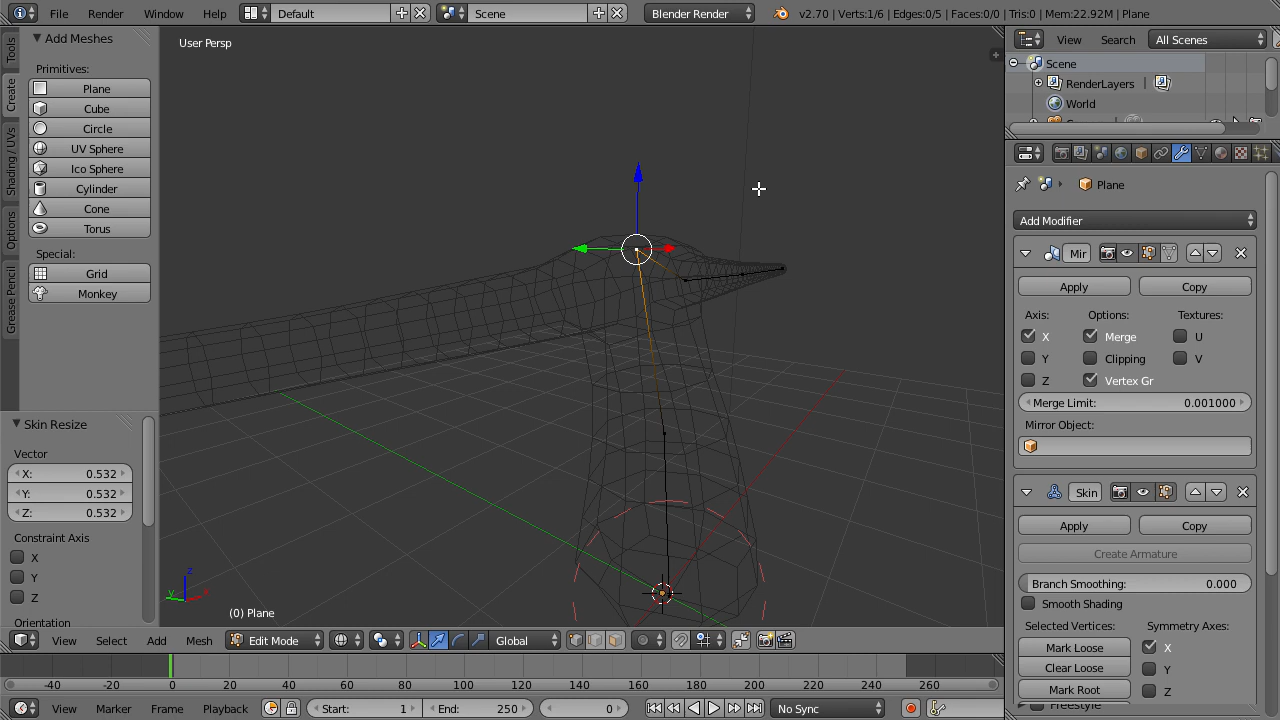 File Render Window Help Default Scene Blender Render v2.70 | Verts:1/6 | Edges:0/5 | Faces:0/0 | Tris:0 | Mem:22.92M | Plane
Tools
Create
Shading / UVs
Options
Grease Pencil
Add Meshes
Primitives:
Plane
Cube
Circle
UV Sphere
Ico Sphere
Cylinder
Cone
Torus
Special:
Grid
Monkey
Skin Resize
Vector
X: 0.532
Y: 0.532
Z: 0.532
Constraint Axis
X
Y
Z
Orientation
User Persp
z
y x
(0) Plane
View Select Add Mesh Edit Mode Global
-40 -20 0 20 40 60 80 100 120 140 160 180 200 220 240 260
View Marker Frame Playback Start: 1 End: 250 0 No Sync
View Search All Scenes
Scene
RenderLayers |
World
Plane
Add Modifier
Mir
Apply Copy
Axis: Options: Textures:
X Merge U
Y Clipping V
Z Vertex Gr
Merge Limit: 0.001000
Mirror Object:
Skin
Apply Copy
Create Armature
Branch Smoothing: 0.000
Smooth Shading
Selected Vertices: Symmetry Axes:
Mark Loose X
Clear Loose Y
Mark Root Z
Freestyle